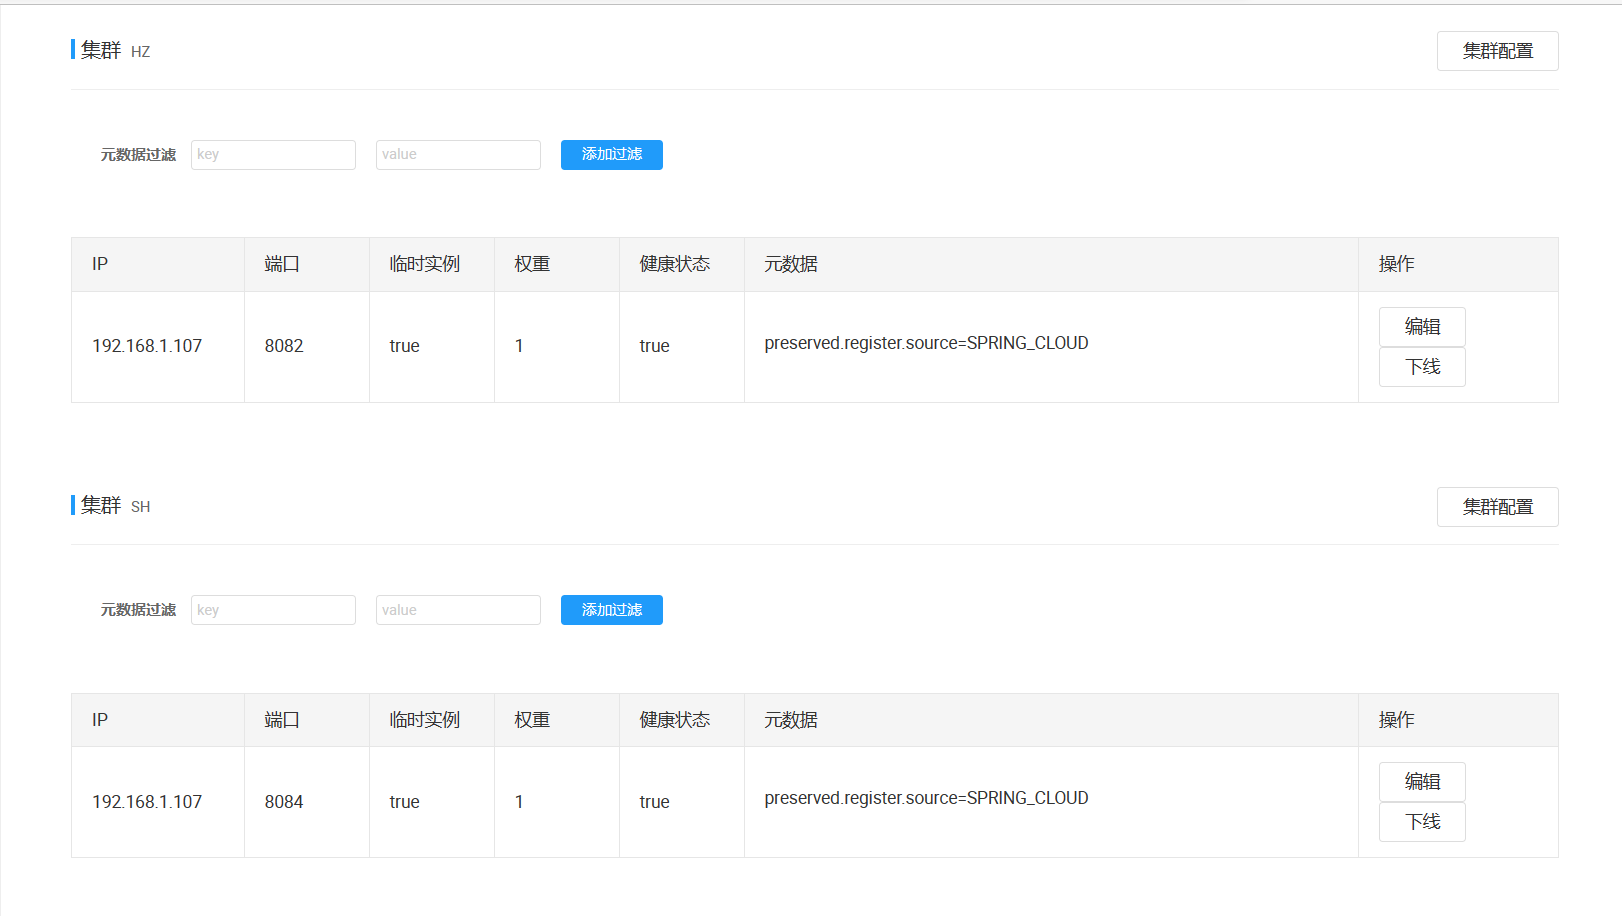 集群 HZ 集群配置
元数据过滤 key value 添加过滤
IP 端口 临时实例 权重 健康状态 元数据 操作
192.168.1.107 8082 true 1 true preserved.register.source=SPRING_CLOUD 编辑
下线
集群 SH 集群配置
元数据过滤 key value 添加过滤
IP 端口 临时实例 权重 健康状态 元数据 操作
192.168.1.107 8084 true 1 true preserved.register.source=SPRING_CLOUD 编辑
下线